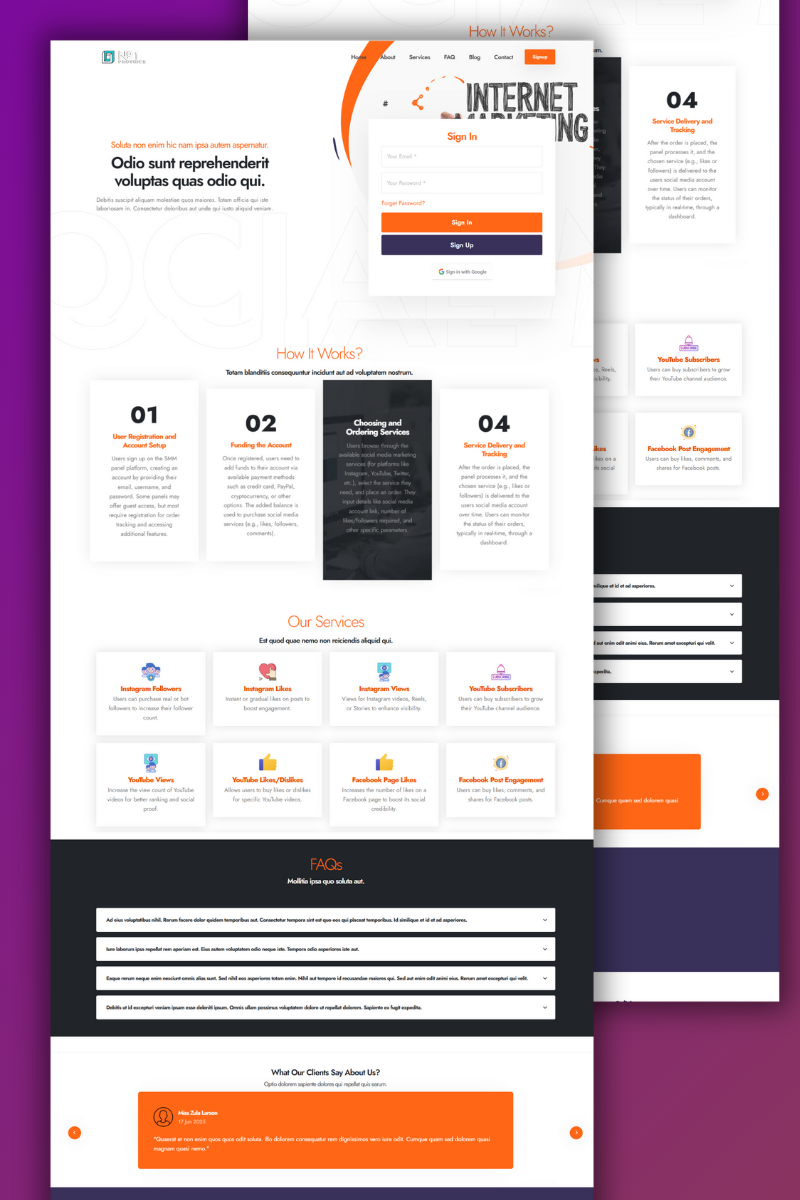 Home About Services FAQ Blog Contact Signup
#
INTERNET
MARKETING
Soluta non enim hic nam ipsa autem aspernatur.
Odio sunt reprehenderit
voluptas quas odio qui.
Debitis suscipit aliquam molestiae quas maiores. Totam officia qui iste
laboriosam in. Consectetur doloribus aut unde qui iusto aliquid veniam.
Sign In
Your Email *
Your Password *
Forget Password?
Sign In
Sign Up
Sign in with Google
How It Works?
Totam blanditiis consequuntur incidunt aut ad voluptatem nostrum.
01
User Registration and
Account Setup
Users sign up on the SMM
panel platform, creating an
account by providing their
email, username, and
password. Some panels may
offer guest access, but most
require registration for order
tracking and accessing
additional features.
02
Funding the Account
Once registered, users need to
add funds to their account via
available payment methods
such as credit card, PayPal,
cryptocurrency, or other
options. The added balance is
used to purchase social media
services (e.g., likes, followers,
comments).
Choosing and
Ordering Services
Users browse through the
available social media marketing
services (for platforms like
Instagram, YouTube, Twitter,
etc.), select the service they
need, and place an order. They
input details like social media
account link, number of
likes/followers required, and
other specific parameters.
04
Service Delivery and
Tracking
After the order is placed, the
panel processes it, and the
chosen service (e.g., likes or
followers) is delivered to the
users social media account
over time. Users can monitor
the status of their orders,
typically in real-time, through a
dashboard.
Our Services
Est quod quae nemo non reiciendis aliquid qui.
Instagram Followers
Users can purchase real or bot
followers to increase their follower
count.
Instagram Likes
Instant or gradual likes on posts to
boost engagement.
Instagram Views
Views for Instagram videos, Reels,
or Stories to enhance visibility.
YouTube Subscribers
Users can buy subscribers to grow
their YouTube channel audience.
YouTube Views
Increase the view count of YouTube
videos for better ranking and social
proof.
YouTube Likes/Dislikes
Allows users to buy likes or dislikes
for specific YouTube videos.
Facebook Page Likes
Increases the number of likes on a
Facebook page to boost its social
credibility.
Facebook Post Engagement
Users can buy likes, comments, and
shares for Facebook posts.
FAQs
Mollitia ipsa quo soluta aut.
Ad eius voluptatibus nihil. Rerum facere dolor quidem temporibus aut. Consectetur tempora sint est quo eos qui placeat temporibus. Id similique et id et ad asperiores.
Iure laborum ipsa repellat rem aperiam est. Eius autem voluptatem odio neque iste. Tempora odio asperiores iste aut.
Eaque rerum neque enim nesciunt omnis alias sunt. Sed nihil eos asperiores totam enim. Nihil aut tempore id recusandae maiores qui. Sed aut enim odit animi eius. Rerum amet excepturi qui velit.
Debitis ut id excepturi veniam ipsum esse deleniti ipsum. Omnis ullam possimus voluptatem dolore ut repellat dolorem. Sapiente ex fugit expedita.
What Our Clients Say About Us?
Optio dolorem sapiente dolores qui repellat quis earum.
Miss Zula Larson
17 Jun 2023
"Quaerat et non enim quos quos odit soluta. Illo dolorem consequatur rem dignissimos vero iure odit. Cumque quam sed dolorem quasi
magnam quasi nemo."
How It Works?
04
Service Delivery and
Tracking
After the order is placed, the
panel processes it, and the
chosen service (e.g., likes or
followers) is delivered to the
users social media account
over time. Users can monitor
the status of their orders,
typically in real-time, through a
dashboard.
YouTube Subscribers
Users can buy subscribers to grow
their YouTube channel audience.
Facebook Post Engagement
Users can buy likes, comments, and
shares for Facebook posts.
et id et ad asperiores.
aut enim odit animi eius. Rerum amet excepturi qui velit.
expedita.
Cumque quam sed dolorem quasi